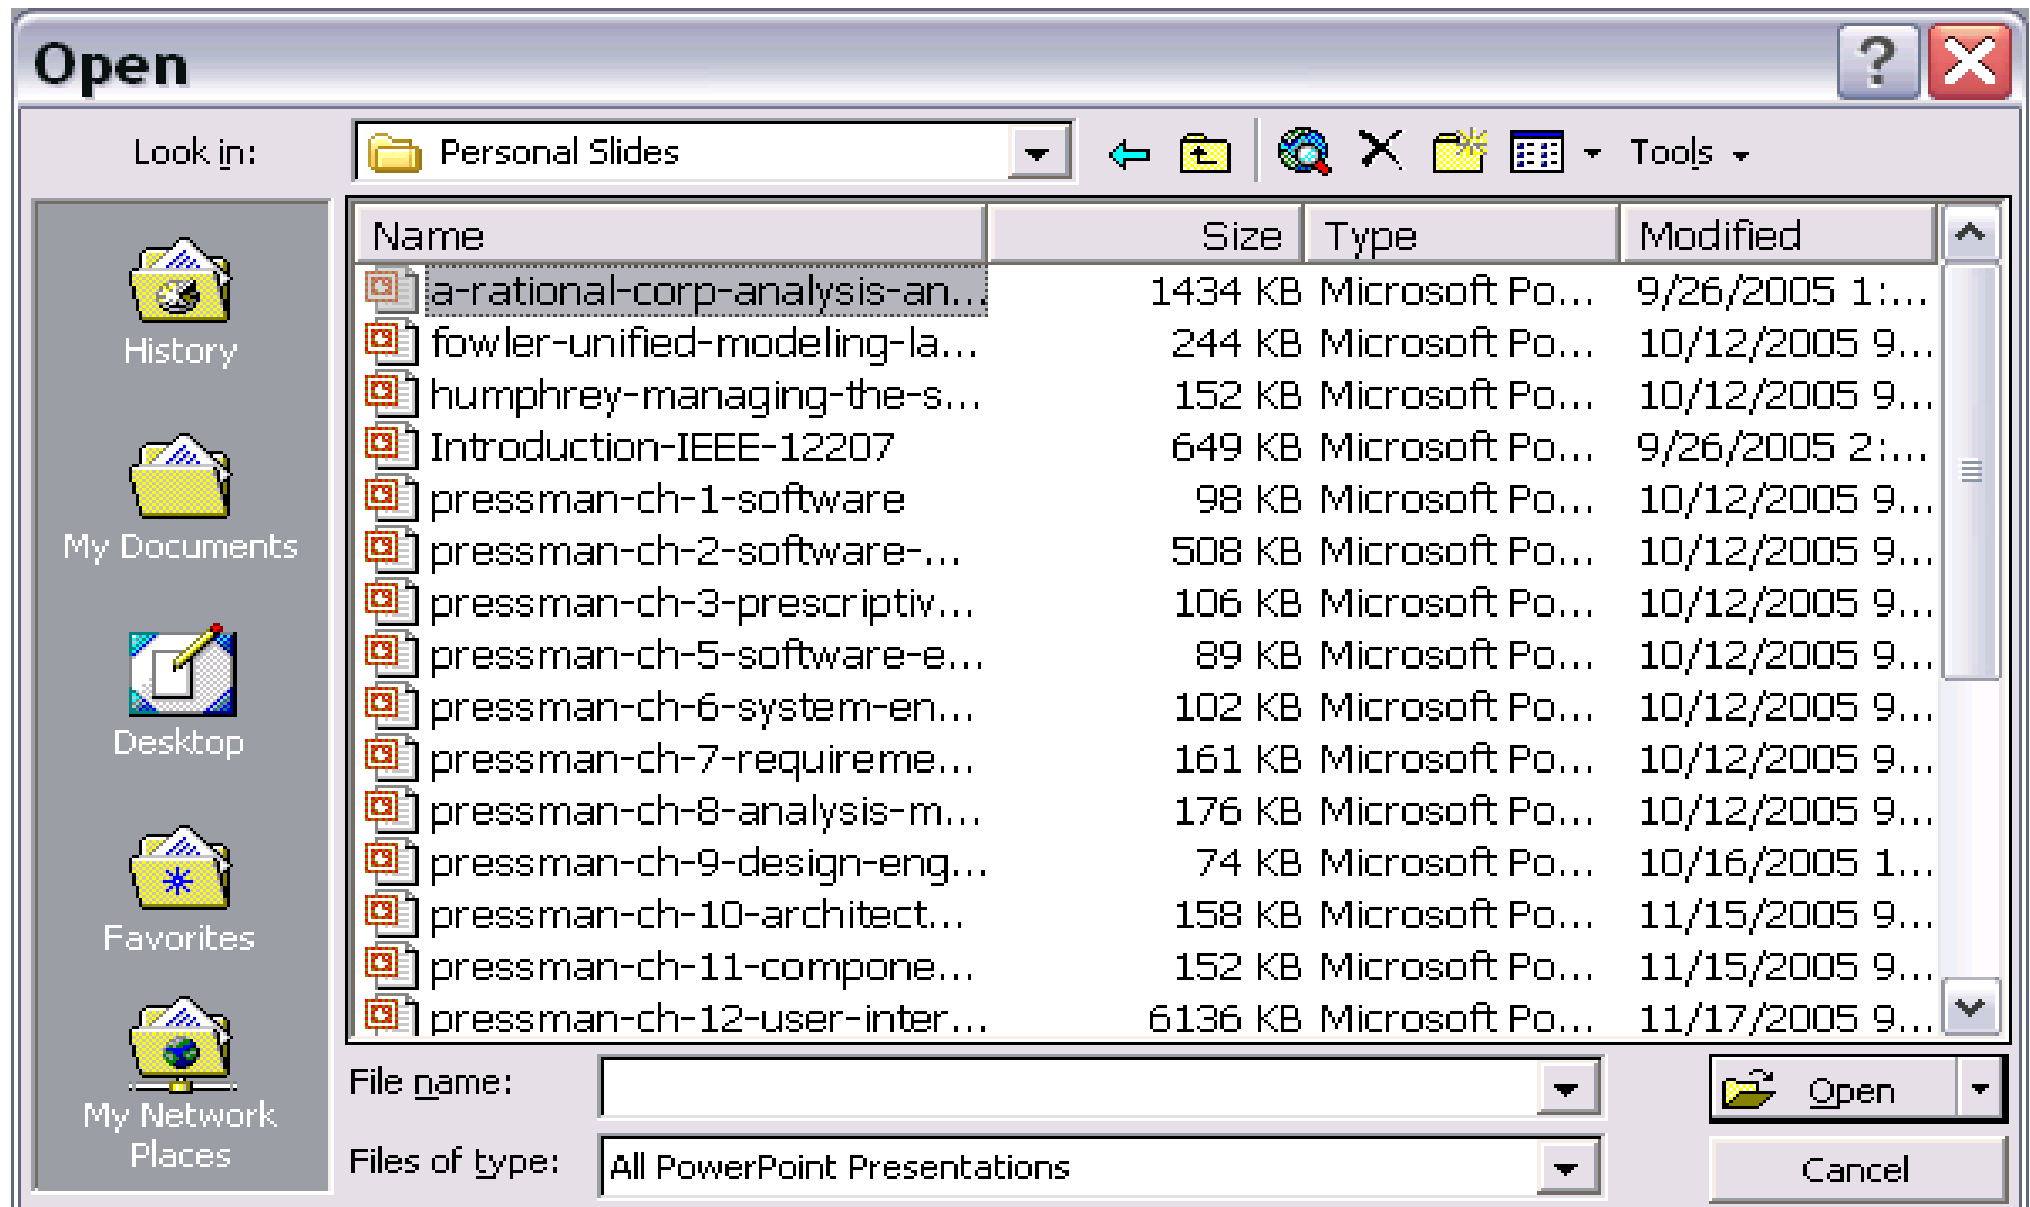 Open
Look in: Personal Slides Tools
Name Size Type Modified
a-rational-corp-analysis-an... 1434 KB Microsoft Po... 9/26/2005 1:...
fowler-unified-modeling-la... 244 KB Microsoft Po... 10/12/2005 9...
humphrey-managing-the-s... 152 KB Microsoft Po... 10/12/2005 9...
Introduction-IEEE-12207 649 KB Microsoft Po... 9/26/2005 2:...
pressman-ch-1-software 98 KB Microsoft Po... 10/12/2005 9...
pressman-ch-2-software-... 508 KB Microsoft Po... 10/12/2005 9...
pressman-ch-3-prescriptiv... 106 KB Microsoft Po... 10/12/2005 9...
pressman-ch-5-software-e... 89 KB Microsoft Po... 10/12/2005 9...
pressman-ch-6-system-en... 102 KB Microsoft Po... 10/12/2005 9...
pressman-ch-7-requireme... 161 KB Microsoft Po... 10/12/2005 9...
pressman-ch-8-analysis-m... 176 KB Microsoft Po... 10/12/2005 9...
pressman-ch-9-design-eng... 74 KB Microsoft Po... 10/16/2005 1...
pressman-ch-10-architect... 158 KB Microsoft Po... 11/15/2005 9...
pressman-ch-11-compone... 152 KB Microsoft Po... 11/15/2005 9...
pressman-ch-12-user-inter... 6136 KB Microsoft Po... 11/17/2005 9...
History
My Documents
Desktop
Favorites
My Network
Places
File name: Open
Files of type: All PowerPoint Presentations Cancel